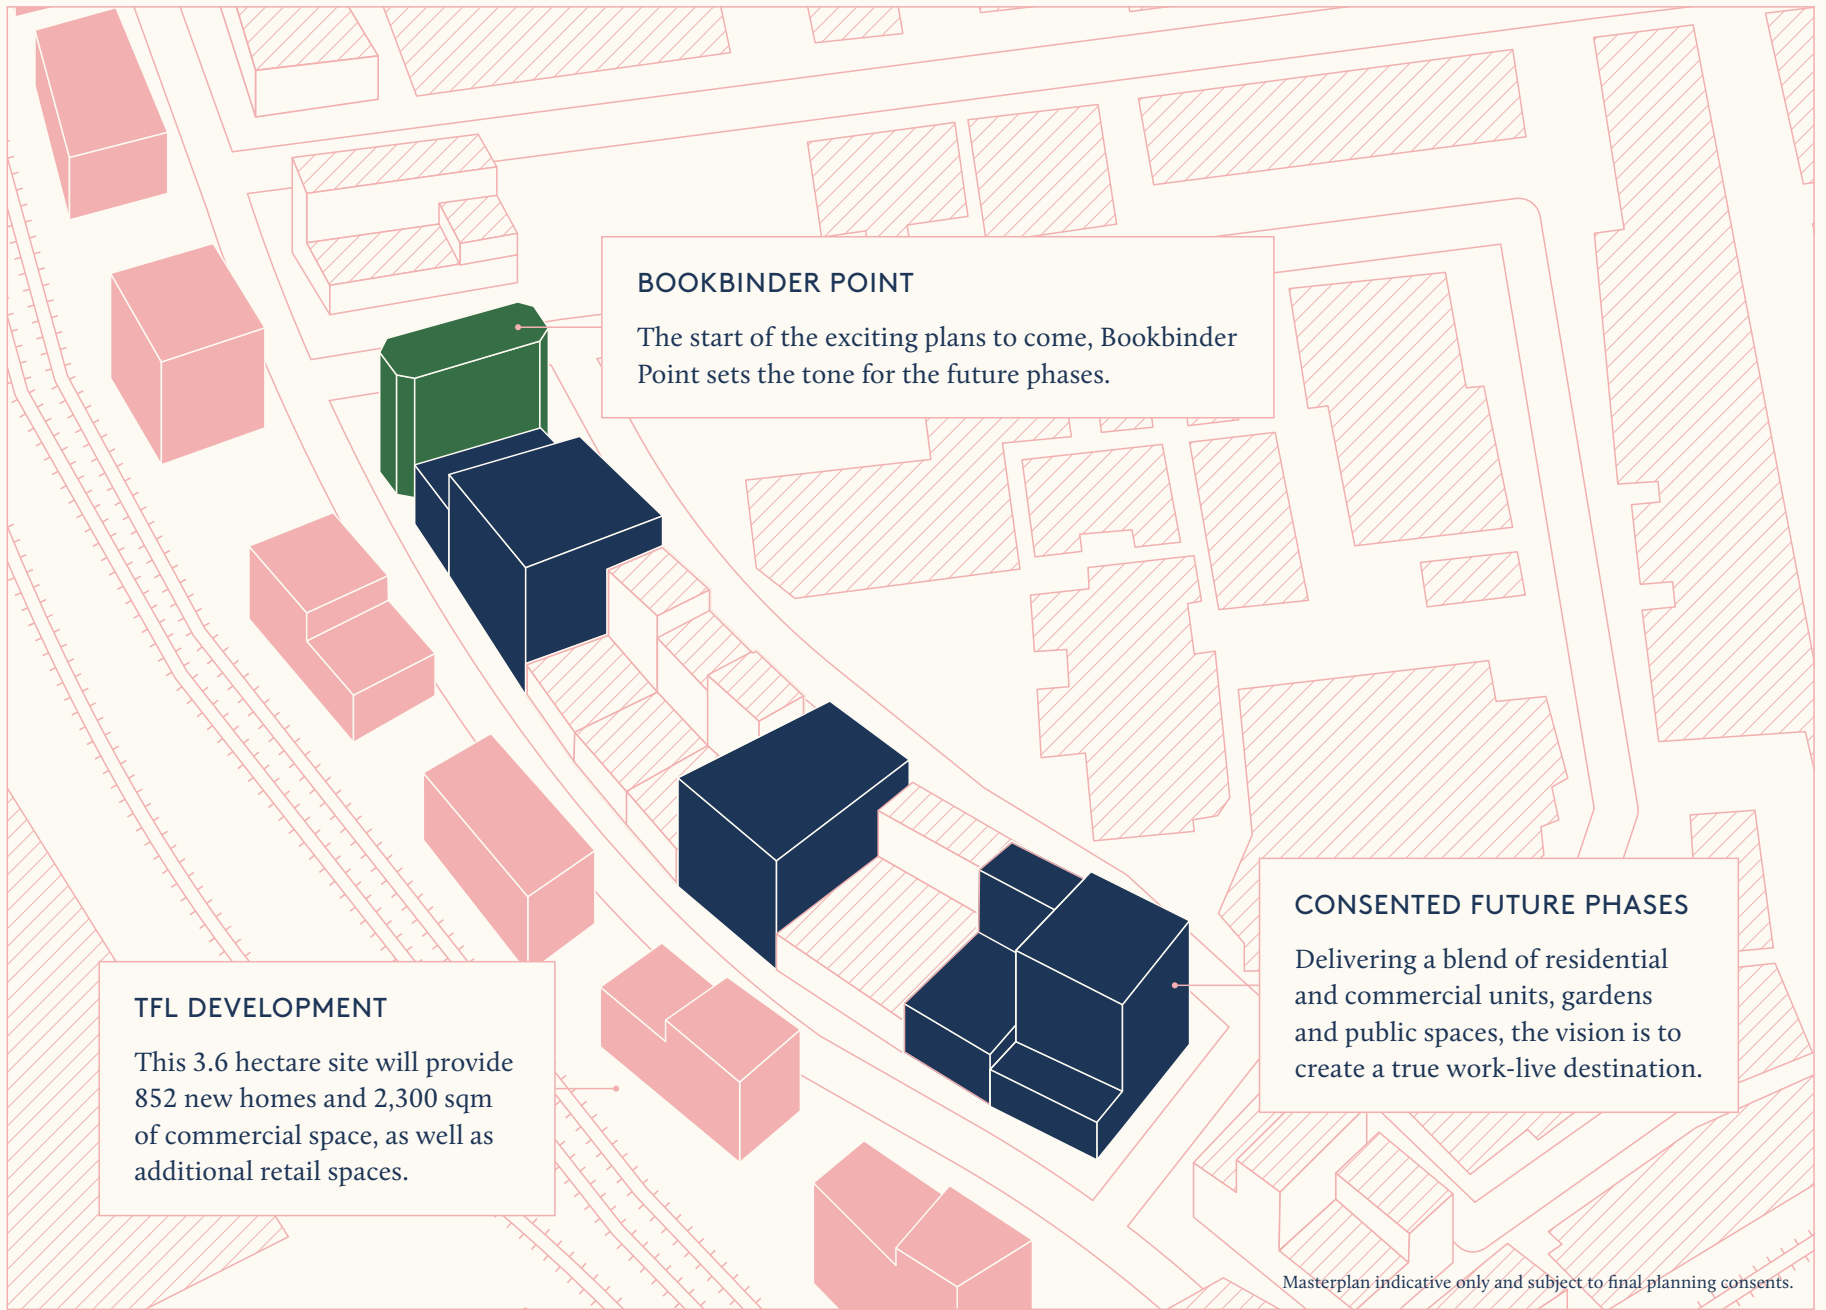 BOOKBINDER POINT
The start of the exciting plans to come, Bookbinder
Point sets the tone for the future phases.
CONSENTED FUTURE PHASES
Delivering a blend of residential
and commercial units, gardens
and public spaces, the vision is to
create a true work-live destination.
TFL DEVELOPMENT
This 3.6 hectare site will provide
852 new homes and 2,300 sqm
of commercial space, as well as
additional retail spaces.
Masterplan indicative only and subject to final planning consents.